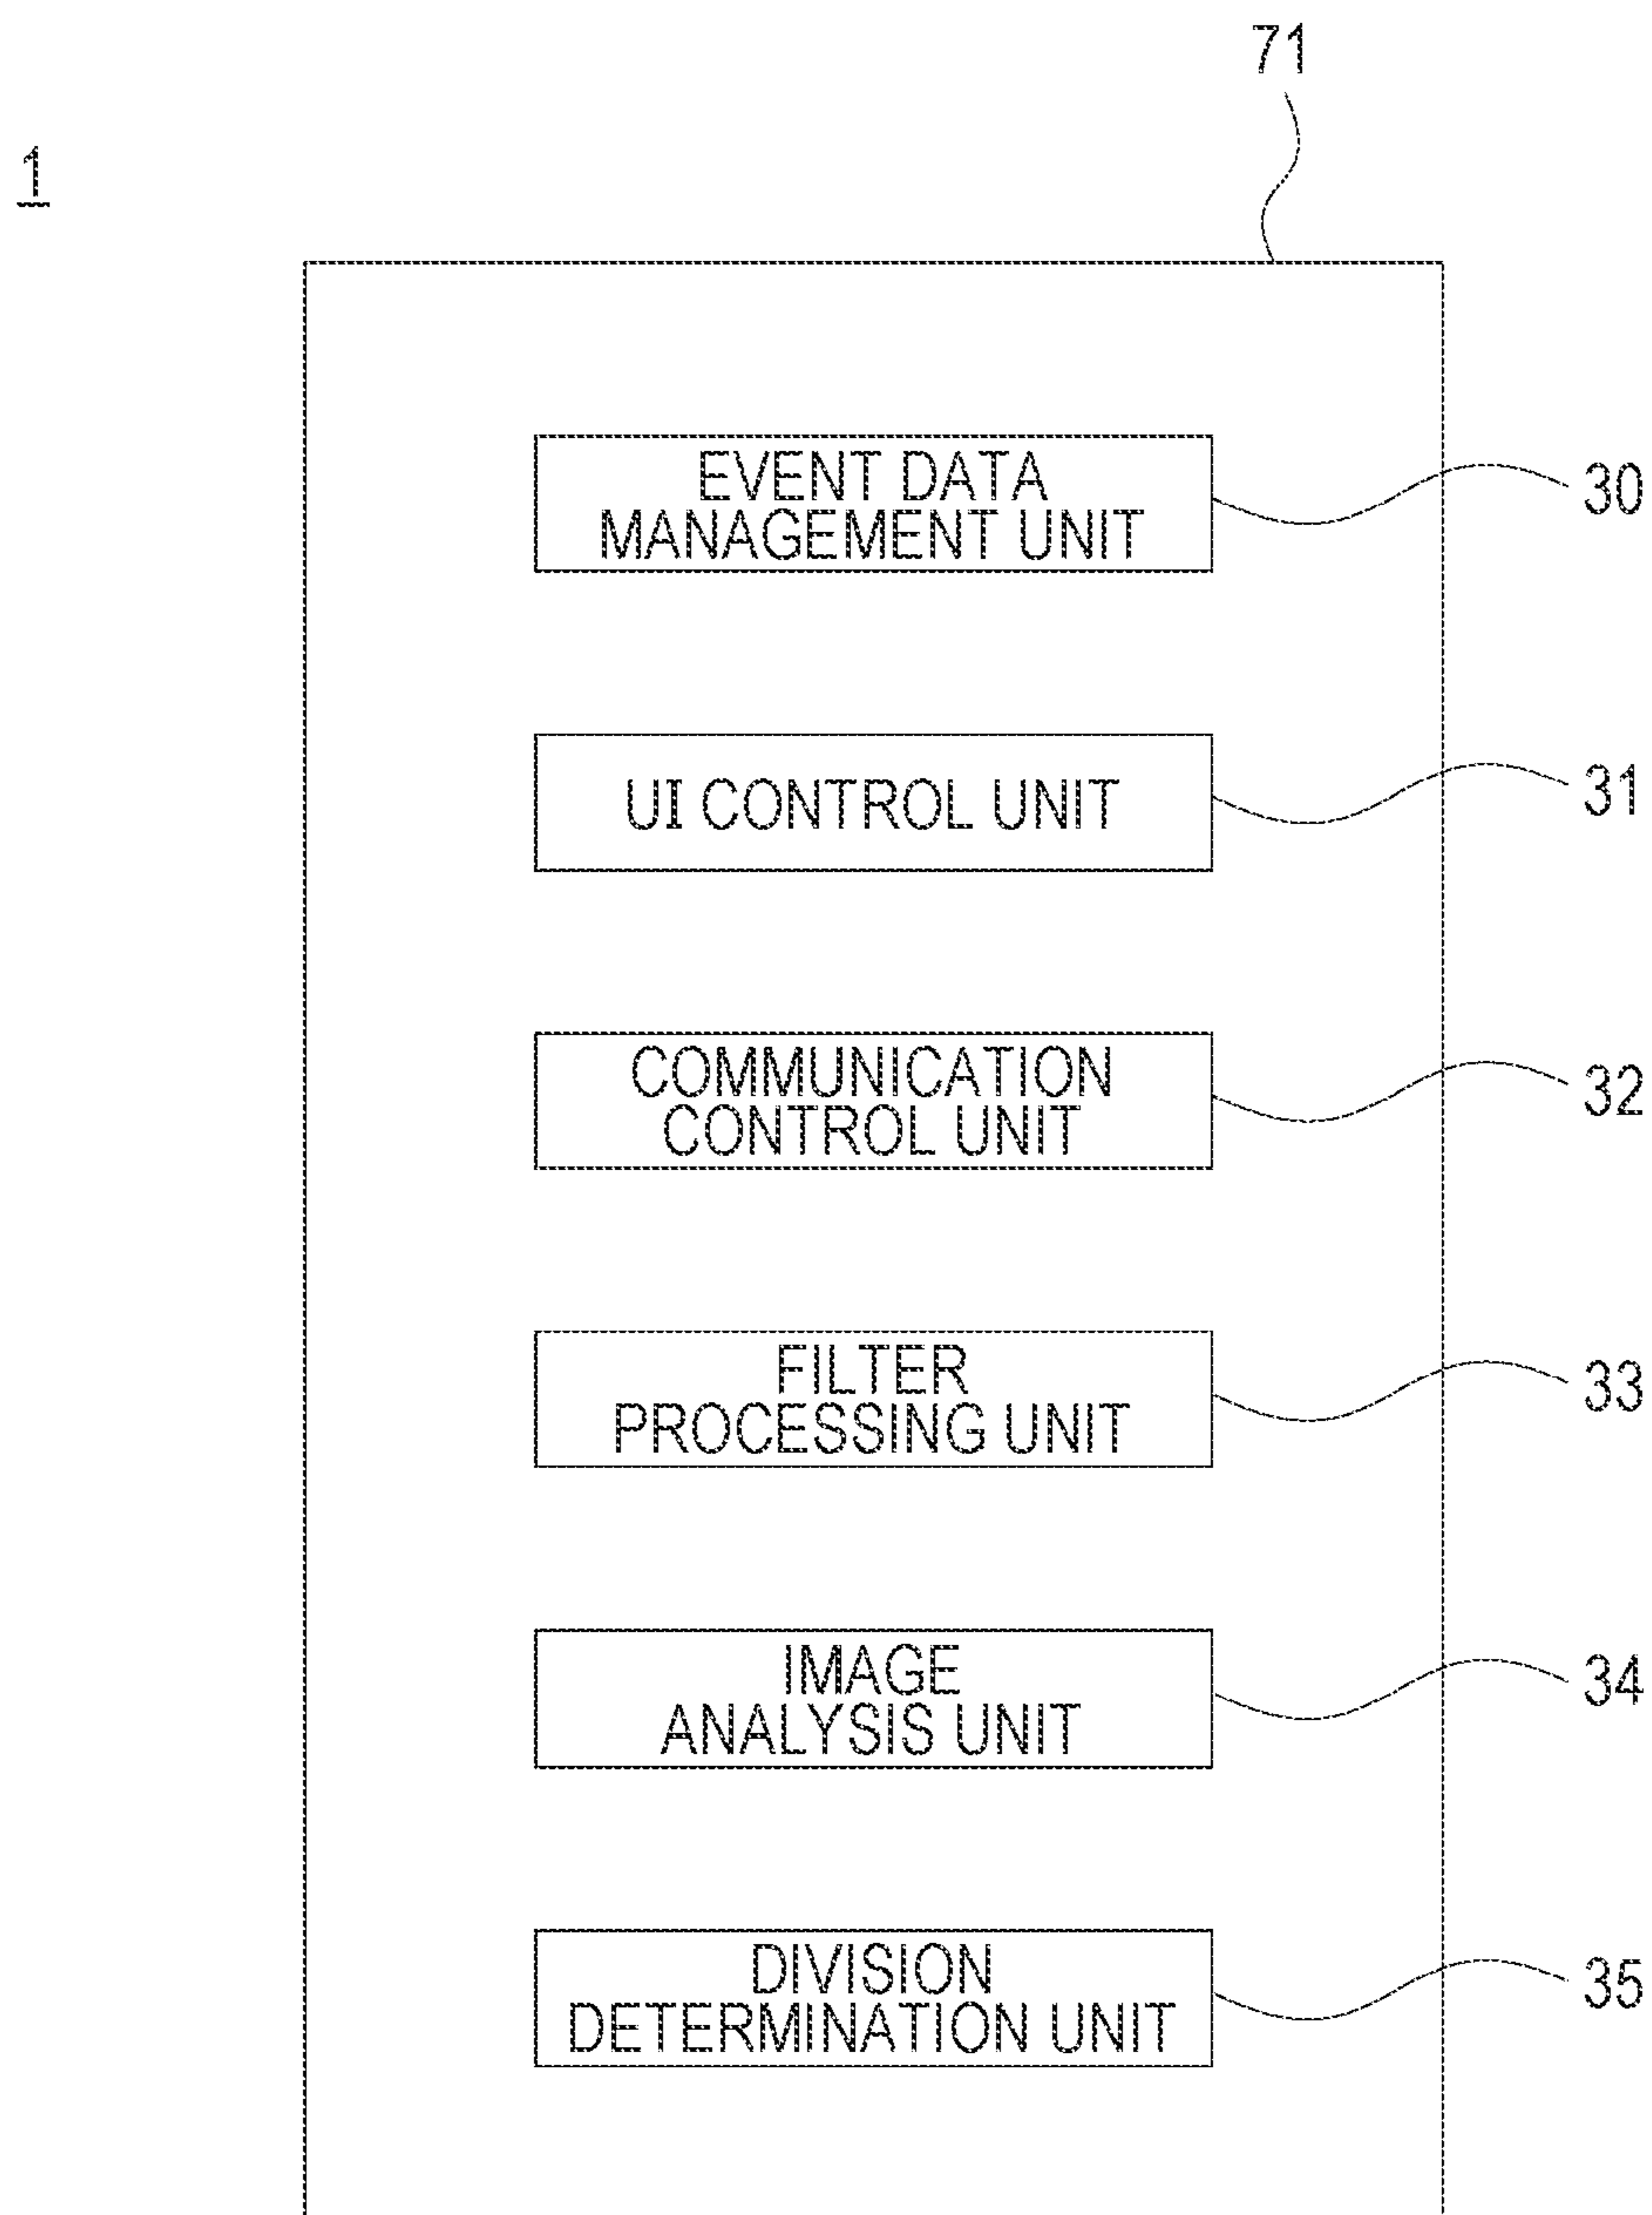 71
1
EVENT DATA
MANAGEMENT UNIT
30
UI CONTROL UNIT
31
COMMUNICATION
CONTROL UNIT
32
FILTER
PROCESSING UNIT
33
IMAGE
ANALYSIS UNIT
34
DIVISION
DETERMINATION UNIT
35